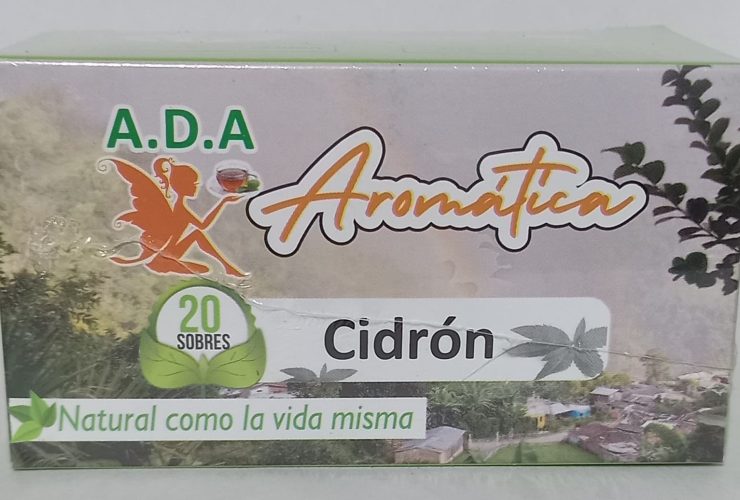 A.D.A
Aromática
20
SOBRES
Cidrón
Natural como la vida misma